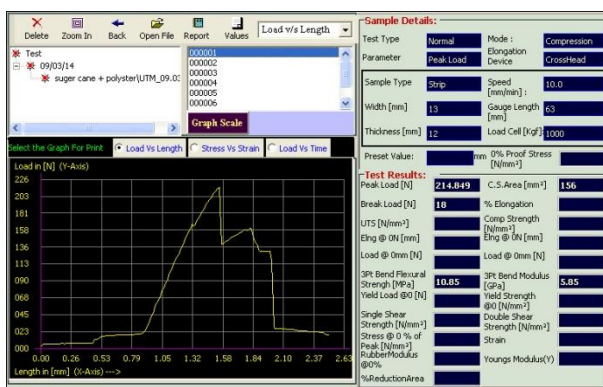 Delete Zoom In Back Open File Report Values Load v/s Length
Test
09/03/14
suger cane + polyster\UTM_09.03
000001
000002
000003
000004
000005
000006
Graph Scale
Select the Graph For Print Load Vs Length Stress Vs Strain Load Vs Time
Load in [N] (Y-Axis)
226
203
181
158
136
113
090
068
045
023
000
0.00 0.26 0.53 0.79 1.05 1.32 1.58 1.84 2.10 2.37 2.63
Length in [mm] (X-Axis) --->
Sample Details:
Test Type Normal Mode : Compression
Parameter Peak Load Elongation Device CrossHead
Sample Type Strip Speed [mm/min] : 10.0
Width [mm] 13 Gauge Length [mm] 63
Thickness [mm] 12 Load Cell [Kgf]: 1000
Preset Value: mm 0% Proof Stress [N/mm²]
Test Results:
Peak Load [N] 214.849 C.S.Area [mm²] 156
Break Load [N] 18 % Elongation
UTS [N/mm²] Comp Strength [N/mm²]
Elng @ 0N [mm] Elng @ 0N [mm]
Load @ 0mm [N] Load @ 0mm [N]
3Pt Bend Flexural Strengh [MPa] 10.85 3Pt Bend Modulus [GPa] 5.85
Yield Load @0 [N] Yield Strength @0 [N/mm²]
Single Shear Strength [N/mm²] Double Shear Strength [N/mm²]
Stress @ 0 % of Peak [N/mm²] Strain
RubberModulus @0% Youngs Modulus(Y)
%ReductionArea